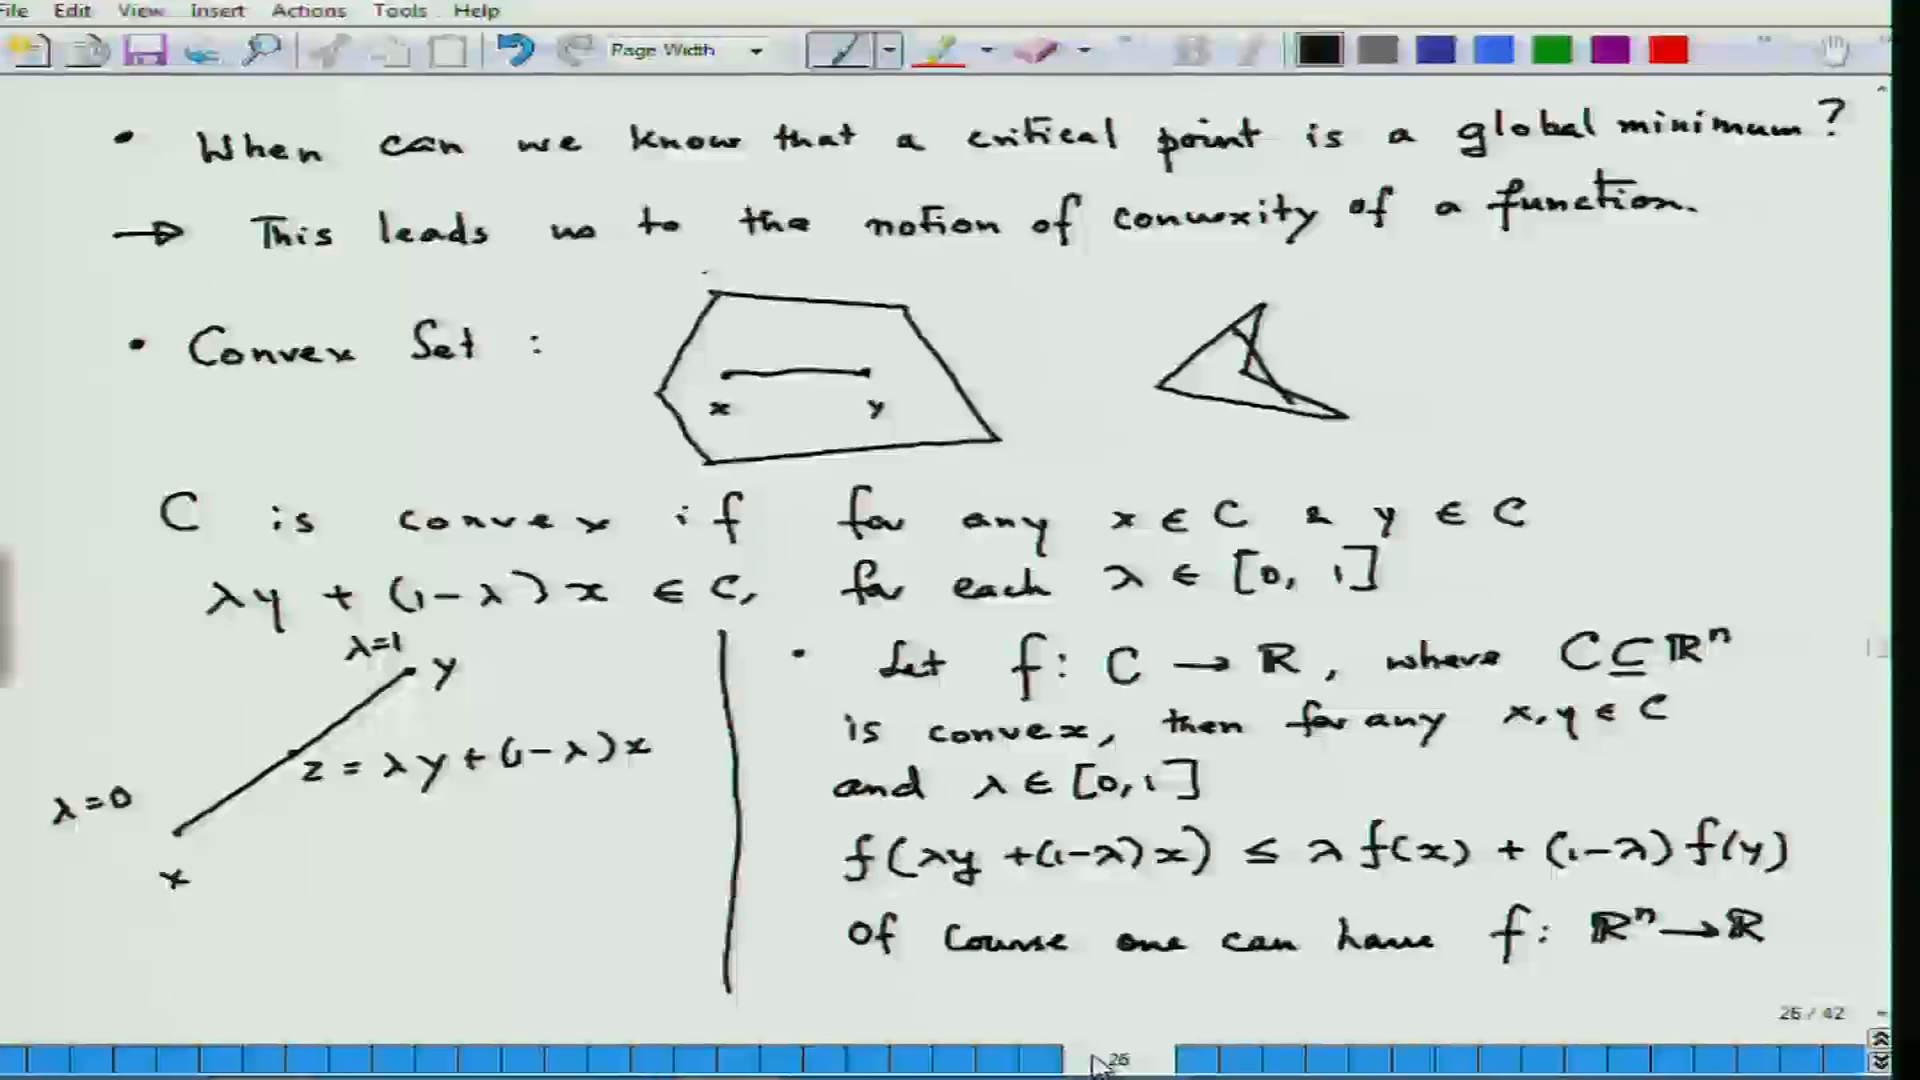 File Edit View Insert Actions Tools Help
Page Width
• When can we know that a critical point is a global minimum?
→ This leads us to the notion of convexity of a function.
• Convex Set :
x y
C is convex if for any x ∈ C & y ∈ C
λy + (1-λ)x ∈ C, for each λ ∈ [0, 1]
λ=1
y
z = λy + (1-λ)x
λ=0
x
• Let f: C → ℝ, where C ⊆ ℝⁿ
is convex, then for any x, y ∈ C
and λ ∈ [0,1]
f(λy +(1-λ)x) ≤ λ f(x) + (1-λ) f(y)
Of course one can have f: ℝⁿ → ℝ
26 / 42
26